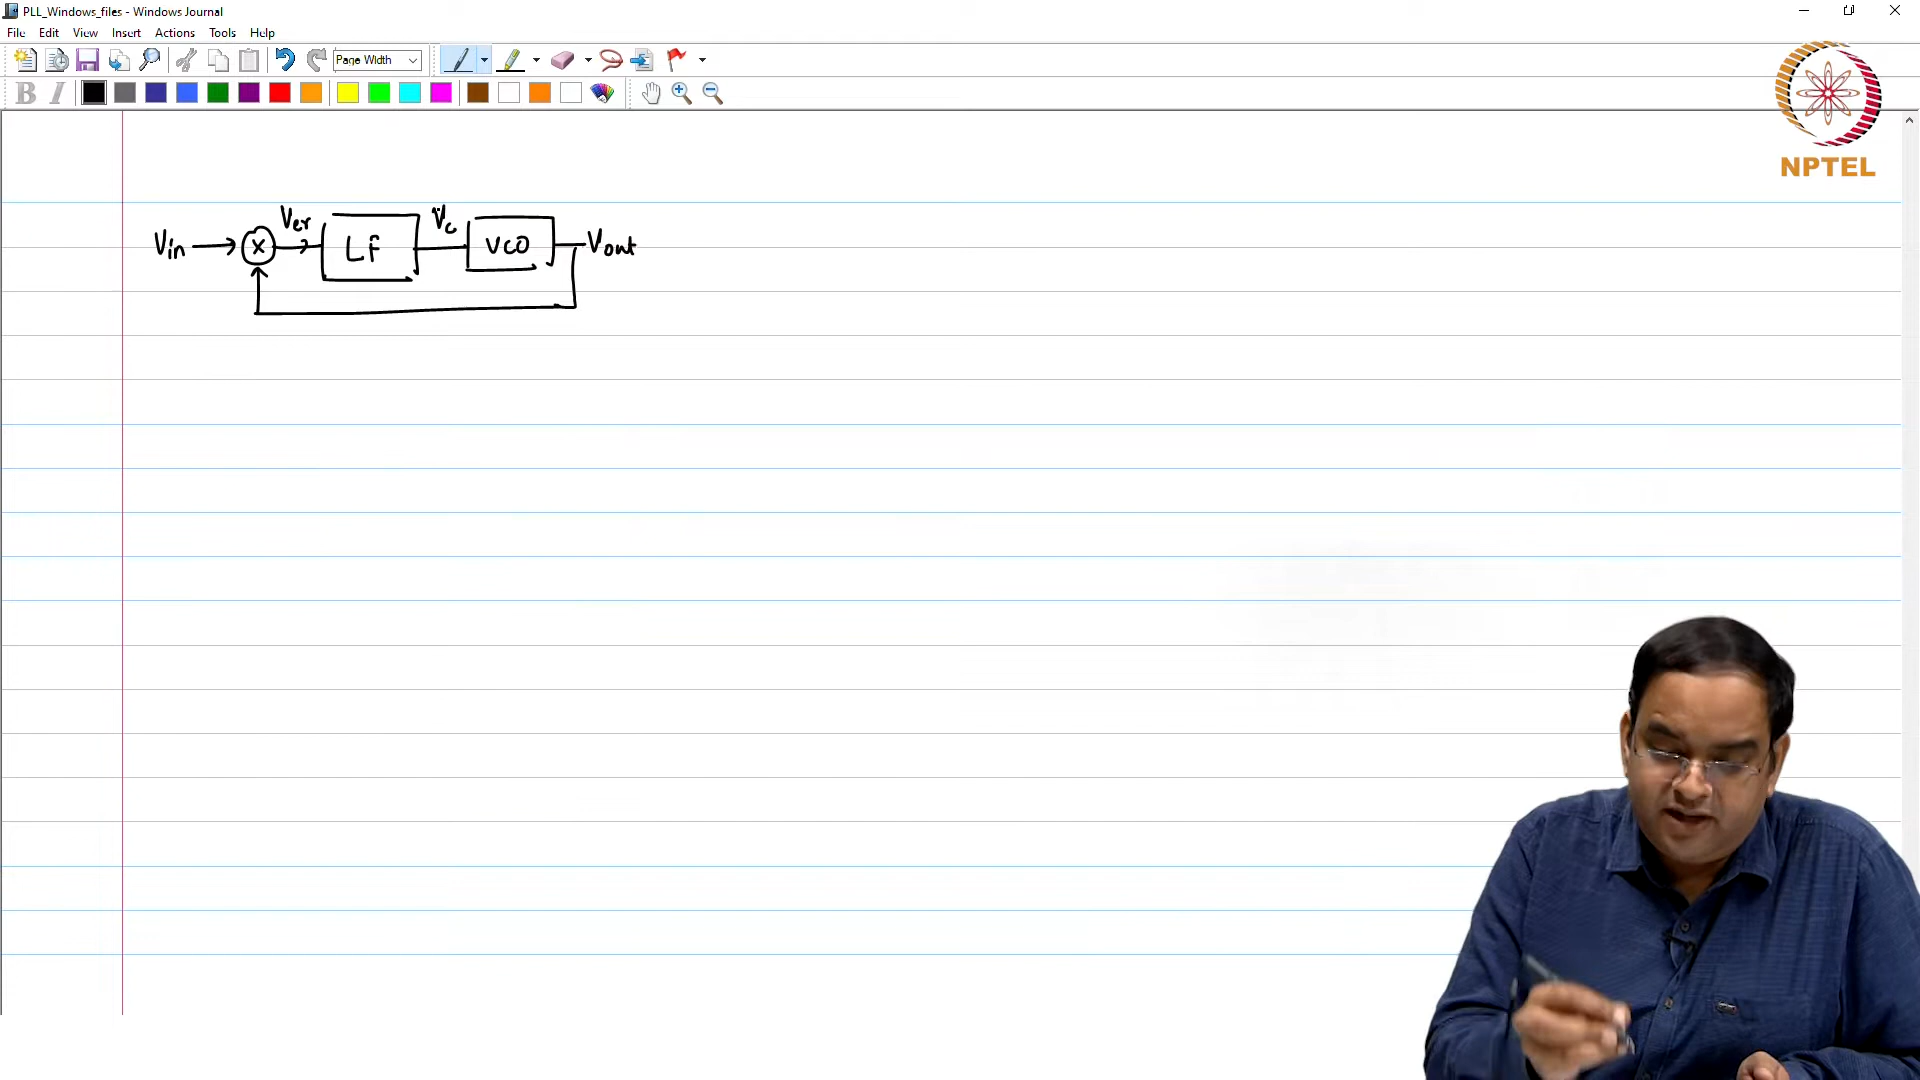 PLL_Windows_files - Windows Journal
File Edit View Insert Actions Tools Help
Page Width
B I
NPTEL
Vin X Ver LF Vc VCO Vout